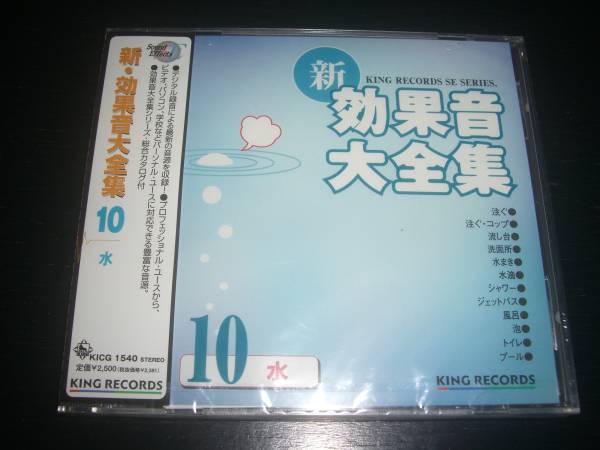 Sound
Effects
新・効果音大全集
10
水
●デジタル録音による最新の音源を収録!●プロフェッショナル・ユースから、
ビデオ、パソコン、学校などパーソナル・ユースに対応できる豊富な音源。
●効果音大全集シリーズ・総合カタログ付
KICG 1540 STEREO
定価¥2,500(税抜価格¥2,381)
KING RECORDS
新
KING RECORDS SE SERIES.
効果音
大全集
注ぐ●
注ぐ・コップ●
流し台●
洗面所●
水まき●
水滴●
シャワー●
ジェットバス●
風呂●
泡●
トイレ●
プール●
10
水
KING RECORDS